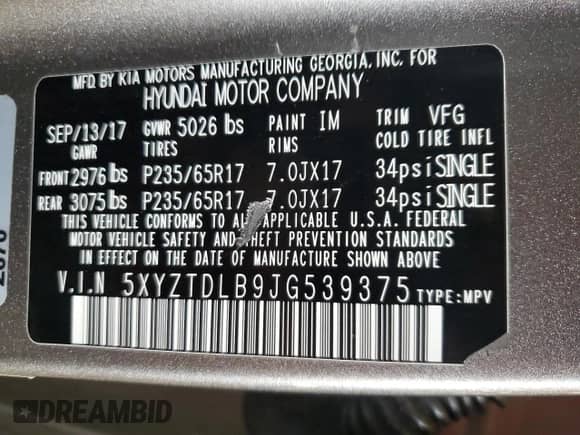 MFD BY KIA MOTORS MANUFACTURING GEORGIA, INC. FOR
HYUNDAI MOTOR COMPANY
SEP/13/17 GVWR 5026 lbs PAINT IM TRIM VFG
GAWR TIRES RIMS COLD TIRE INFL
FRONT 2976 lbs P235/65R17 7.0JX17 34psi SINGLE
REAR 3075 lbs P235/65R17 7.0JX17 34psi SINGLE
THIS VEHICLE CONFORMS TO APPLICABLE U.S.A. FEDERAL
MOTOR VEHICLE SAFETY AND THEFT PREVENTION STANDARDS
IN EFFECT ON THE DATE OF MANUFACTURE SHOWN ABOVE
V.I.N 5XYZTDLB9JG539375 TYPE:MPV
DREAMBID